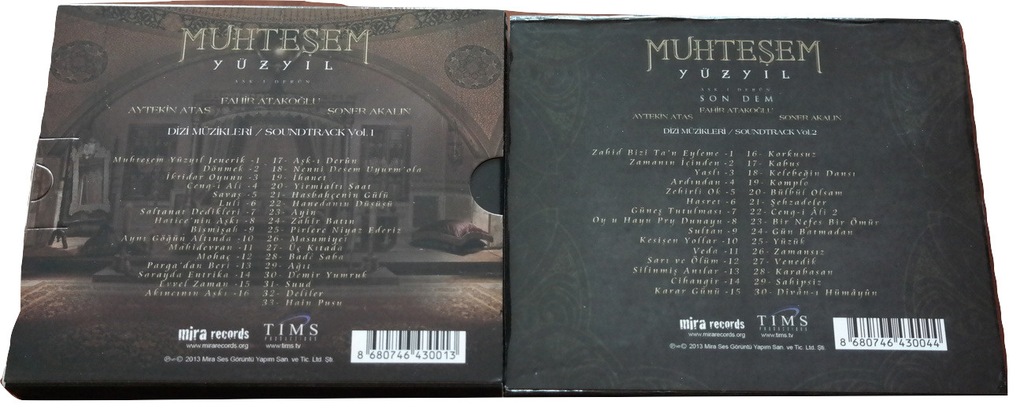 MUHTEŞEM
YÜZYIL
AŞK-I DERÛN
FAHİR ATAKOĞLU
AYTEKİN ATAŞ SONER AKALIN
DİZİ MÜZİKLERİ / SOUNDTRACK Vol. 1
Muhteşem Yüzyıl Jenerik -1
Dönmek -2
İktidar Oyunu -3
Ceng-i Ali -4
Savaş -5
Luli -6
Saltanat Dedikleri -7
Hatice'nin Aşkı -8
Bismişah -9
Aynı Göğün Altında -10
Mahidevran -11
Mohaç -12
Parga'dan Beri -13
Sarayda Entrika -14
Evvel Zaman -15
Akıncının Aşkı -16
17- Aşk-ı Derûn
18- Nenni Desem Uyurm'ola
19- İhanet
20- Yirmialtı Saat
21- Hasbahçenin Gülü
22- Hanedanın Düşüşü
23- Ayin
24- Zahir Batın
25- Pirlere Niyaz Ederiz
26- Masumiyet
27- Üç Kıtada
28- Badı Saba
29- Ağıt
30- Demir Yumruk
31- Suud
32- Deliler
33- Hain Pusu
mira records
www.mirarecords.org
TIMS
PRODUCTIONS
www.tims.tv
8 680746 430013
℗ © 2013 Mira Ses Görüntü Yapım San. ve Tic. Ltd. Şti.
MUHTEŞEM
YÜZYIL
AŞK-I DERÛN
SON DEM
FAHİR ATAKOĞLU
AYTEKİN ATAŞ SONER AKALIN
DİZİ MÜZİKLERİ / SOUNDTRACK Vol.2
Zahid Bizi Ta'n Eyleme -1
Zamanın İçinden -2
Yaslı -3
Ardından -4
Zehirli Ok -5
Hasret -6
Güneş Tutulması -7
Oy u Hayu Pry Dunayu -8
Sultan -9
Kesişen Yollar -10
Veda -11
Sarı ve Ölüm -12
Silinmiş Anılar -13
Cihangir -14
Karar Günü -15
16- Korkusuz
17- Kabus
18- Kelebeğin Dansı
19- Komplo
20- Bülbül Olsam
21- Şehzadeler
22- Ceng-i Âli 2
23- Bir Nefes Bir Ömür
24- Gün Batmadan
25- Yüzük
26- Zamansız
27- Venedik
28- Karabasan
29- Sahipsiz
30- Dîvân-ı Hümâyûn
mira records
www.mirarecords.org
TIMS
PRODUCTIONS
www.tims.tv
8 680746 430044
℗ © 2013 Mira Ses Görüntü Yapım San. ve Tic. Ltd. Şti.